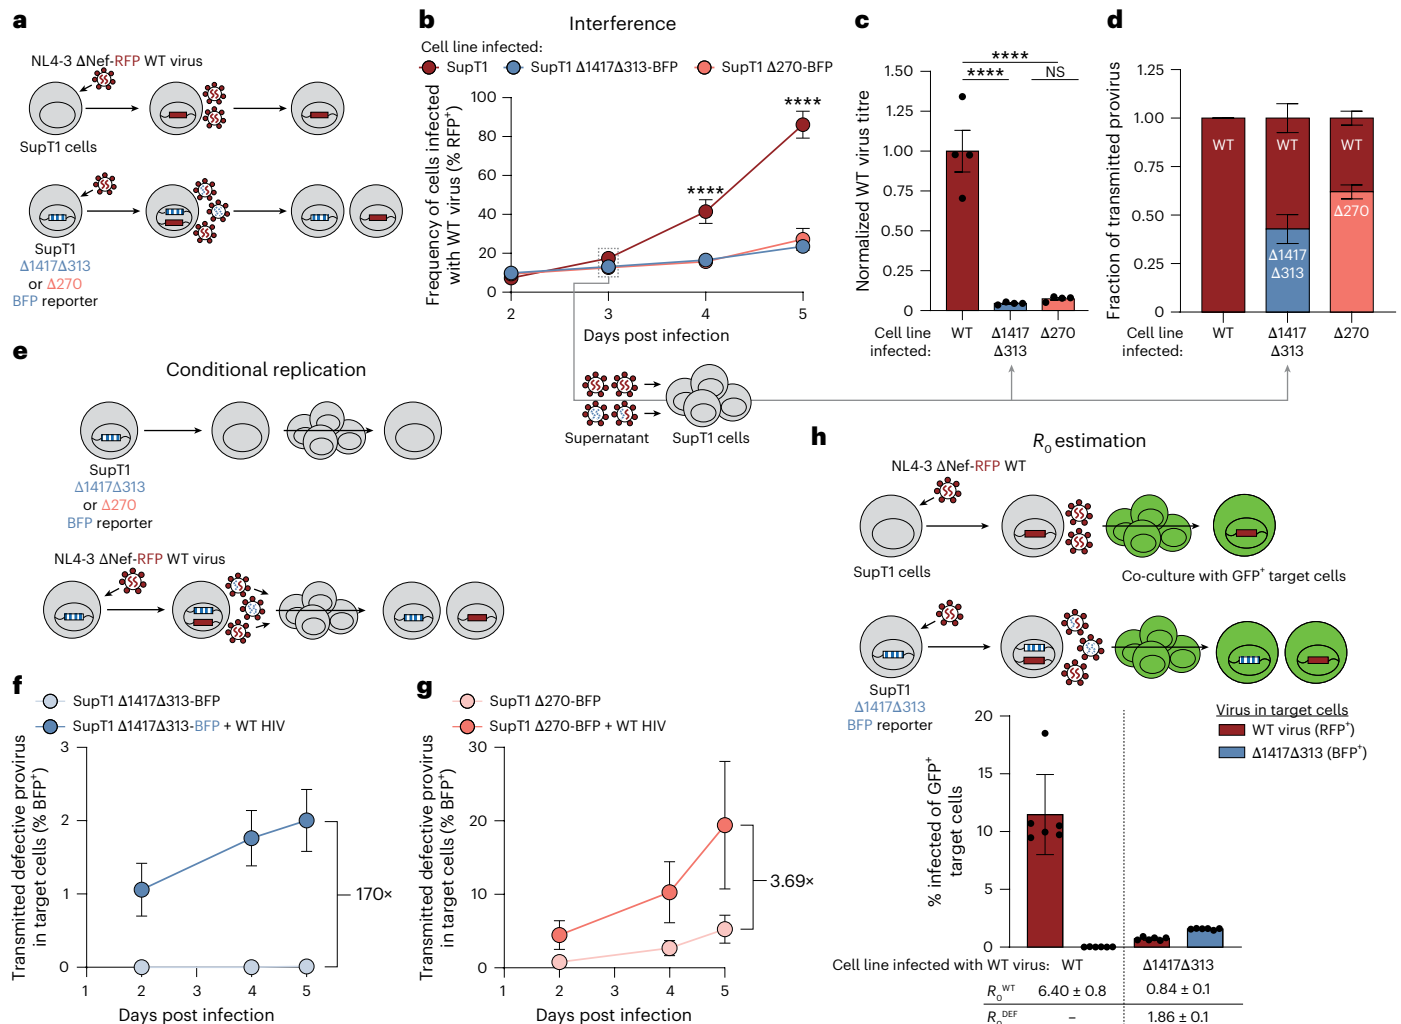 a
NL4-3 ΔNef-RFP WT virus
SupT1 cells
SupT1
Δ1417Δ313
or Δ270
BFP reporter
b
Interference
Cell line infected:
SupT1
SupT1 Δ1417Δ313-BFP
SupT1 Δ270-BFP
Frequency of cells infected
with WT virus (% RFP+)
100
80
60
40
20
0
****
****
2
3
4
5
Days post infection
Supernatant
SupT1 cells
c
Normalized WT virus titre
1.50
1.25
1.00
0.75
0.50
0.25
0
****
****
NS
Cell line
infected:
WT
Δ1417
Δ313
Δ270
d
Fraction of transmitted provirus
1.25
1.00
0.75
0.50
0.25
0
WT
WT
WT
Δ1417
Δ313
Δ270
Cell line
infected:
WT
Δ1417
Δ313
Δ270
e
Conditional replication
SupT1
Δ1417Δ313
or Δ270
BFP reporter
NL4-3 ΔNef-RFP WT virus
f
SupT1 Δ1417Δ313-BFP
SupT1 Δ1417Δ313-BFP + WT HIV
Transmitted defective provirus
in target cells (% BFP+)
3
2
1
0
170×
1
2
3
4
5
Days post infection
g
SupT1 Δ270-BFP
SupT1 Δ270-BFP + WT HIV
Transmitted defective provirus
in target cells (% BFP+)
30
20
10
0
3.69×
1
2
3
4
5
Days post infection
h
R0 estimation
NL4-3 ΔNef-RFP WT
SupT1 cells
Co-culture with GFP+ target cells
SupT1
Δ1417Δ313
BFP reporter
Virus in target cells
WT virus (RFP+)
Δ1417Δ313 (BFP+)
% infected of GFP+
target cells
20
15
10
5
0
Cell line infected with WT virus: WT Δ1417Δ313
R0WT 6.40 ± 0.8 0.84 ± 0.1
R0DEF – 1.86 ± 0.1